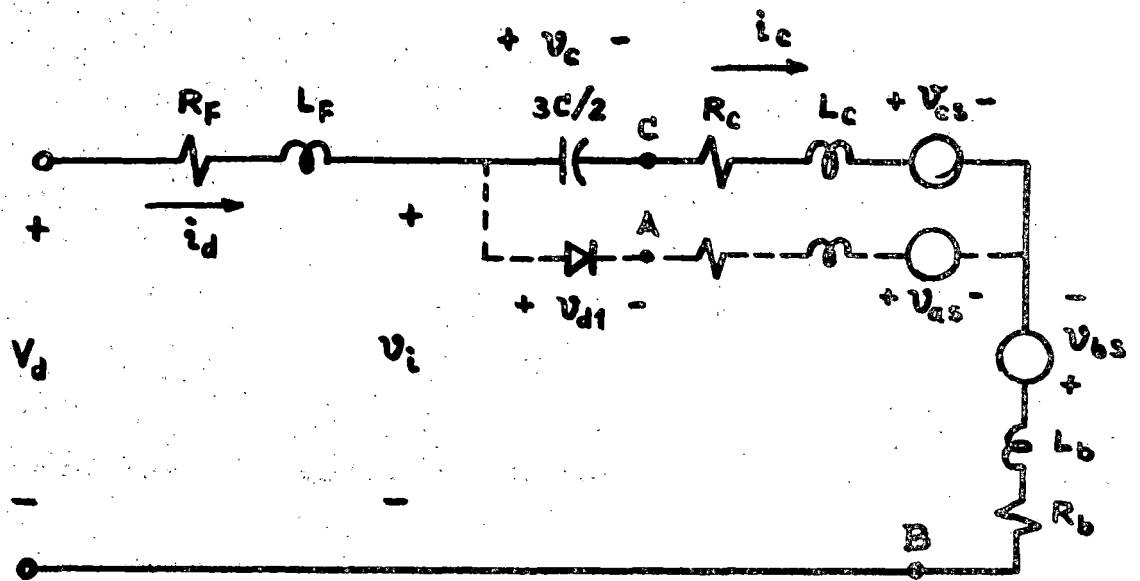 + v_c - i_c
R_F L_F 3C/2 C R_c L_c + v_cs -
+ i_d + A
+ v_d1 - + v_as - -
V_d v_i v_bs
+
L_b
- - R_b
B